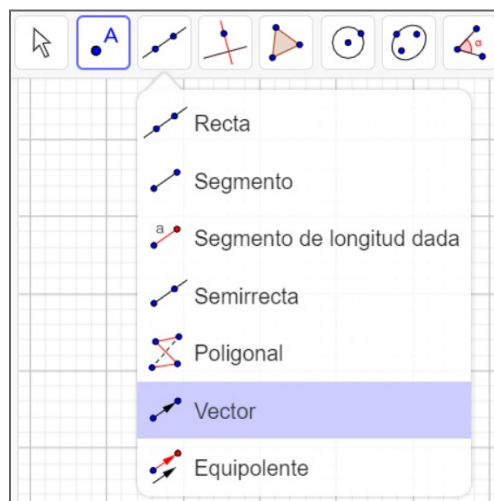 A
α
Recta
Segmento
a
Segmento de longitud dada
Semirrecta
Poligonal
Vector
Equipolente